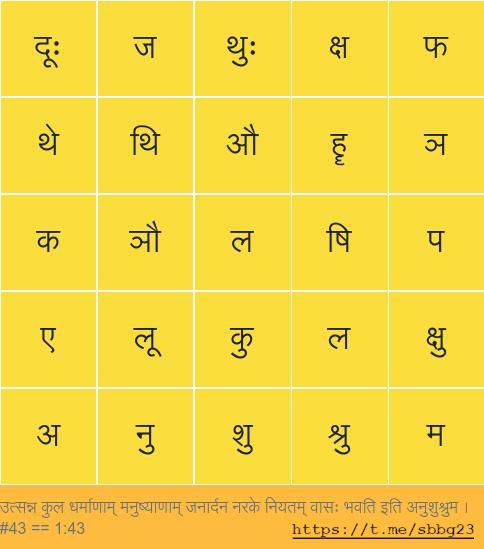 दूः ज थुः क्ष फ
थे थि औ हॄ ञ
क ञौ ल षि प
ए लू कु ल क्षु
अ नु शु श्रु म
उत्सन्न कुल धर्माणाम् मनुष्याणाम् जनार्दन नरके नियतम् वासः भवति इति अनुशुश्रुम ।
#43 == 1:43 https://t.me/sbbg23